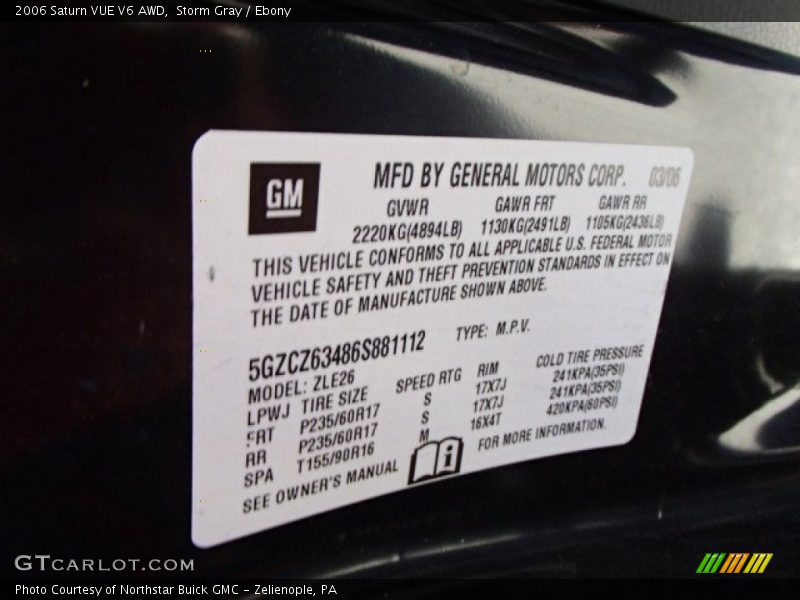 2006 Saturn VUE V6 AWD,  Storm Gray / Ebony
GM
MFD BY GENERAL MOTORS CORP. 03/06
GVWR GAWR FRT GAWR RR
2220KG(4894LB) 1130KG(2491LB) 1105KG(2436LB)
THIS VEHICLE CONFORMS TO ALL APPLICABLE U.S. FEDERAL MOTOR
VEHICLE SAFETY AND THEFT PREVENTION STANDARDS IN EFFECT ON
THE DATE OF MANUFACTURE SHOWN ABOVE.
5GZCZ63486S881112 TYPE: M.P.V.
MODEL: ZLE26
LPWJ TIRE SIZE SPEED RTG RIM COLD TIRE PRESSURE
FRT P235/60R17 S 17X7J 241KPA(35PSI)
RR P235/60R17 S 17X7J 241KPA(35PSI)
SPA T155/90R16 M 16X4T 420KPA(60PSI)
SEE OWNER'S MANUAL i FOR MORE INFORMATION.
GTCARLOT.COM
Photo Courtesy of Northstar Buick GMC - Zelienople, PA